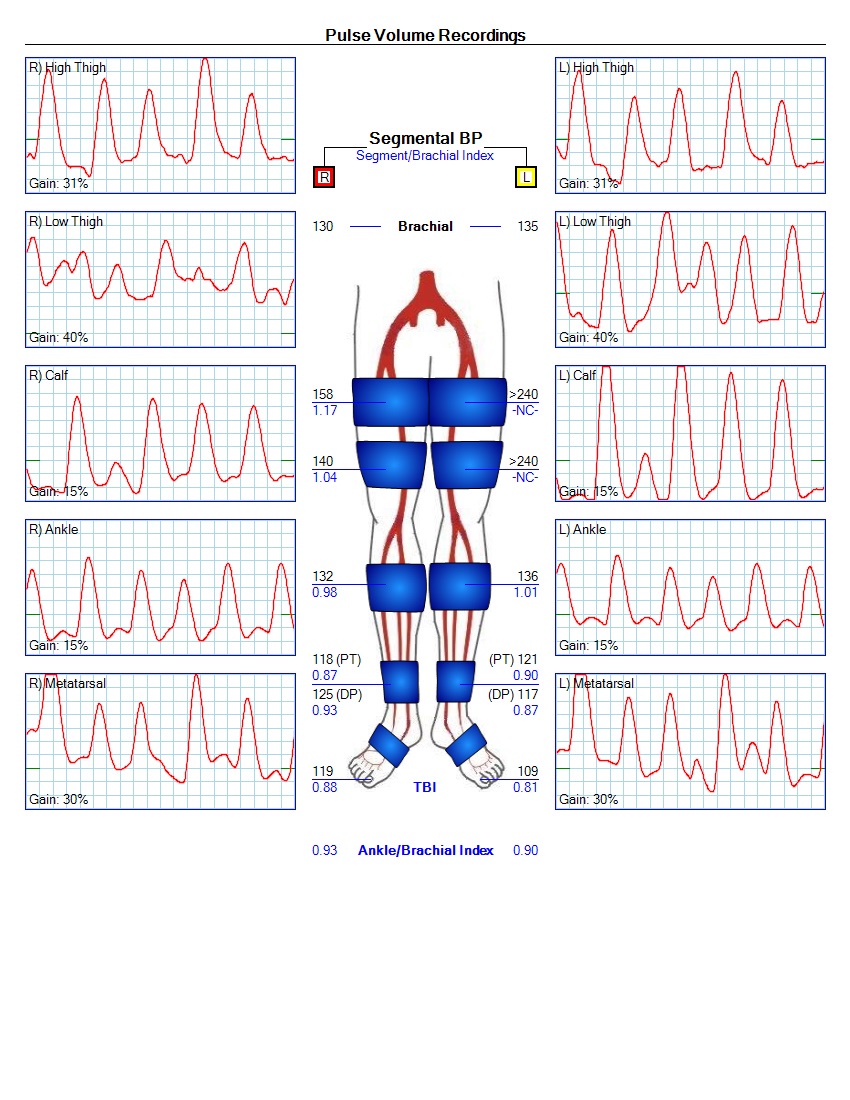 Pulse Volume Recordings
R) High Thigh
Gain: 31%
R) Low Thigh
Gain: 40%
R) Calf
Gain: 15%
R) Ankle
Gain: 15%
R) Metatarsal
Gain: 30%
Segmental BP
Segment/Brachial Index
R
L
130 Brachial 135
158 >240
1.17 -NC-
140 >240
1.04 -NC-
132 136
0.98 1.01
118 (PT) (PT) 121
0.87 0.90
125 (DP) (DP) 117
0.93 0.87
119 109
0.88 TBI 0.81
0.93 Ankle/Brachial Index 0.90
L) High Thigh
Gain: 31%
L) Low Thigh
Gain: 40%
L) Calf
Gain: 15%
L) Ankle
Gain: 15%
L) Metatarsal
Gain: 30%